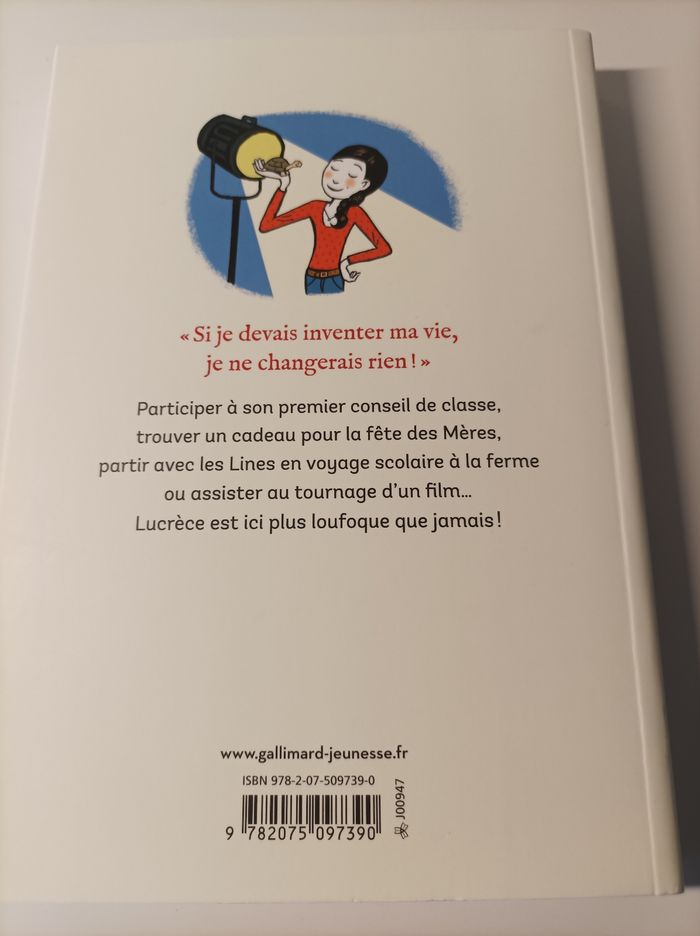 « Si je devais inventer ma vie,
je ne changerais rien ! »
Participer à son premier conseil de classe,
trouver un cadeau pour la fête des Mères,
partir avec les Lines en voyage scolaire à la ferme
ou assister au tournage d'un film...
Lucrèce est ici plus loufoque que jamais !
www.gallimard-jeunesse.fr
ISBN 978-2-07-509739-0
9 782075 097390
J00947